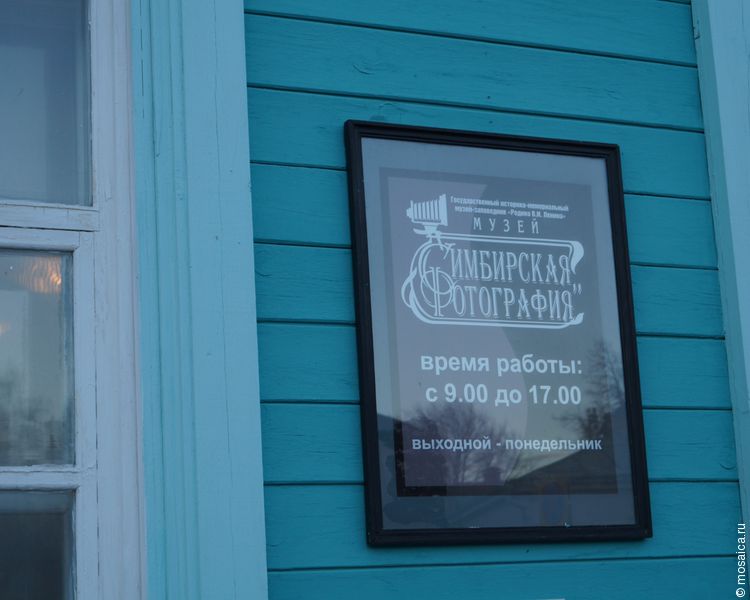 Государственный историко-мемориальный
музей-заповедник «Родина В.И. Ленина»
МУЗЕЙ
"СИМБИРСКАЯ
ФОТОГРАФИЯ"
время работы:
с 9.00 до 17.00
выходной - понедельник
© mosaica.ru